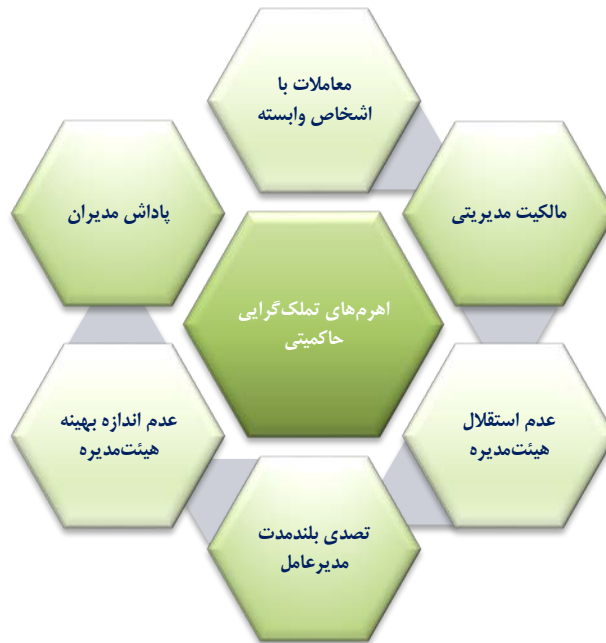 معاملات با
اشخاص وابسته
مالکیت مدیریتی
عدم استقلال
هیئت‌مدیره
تصدی بلندمدت
مدیرعامل
عدم اندازه بهینه
هیئت‌مدیره
پاداش مدیران
اهرم‌های تملک‌گرایی
حاکمیتی